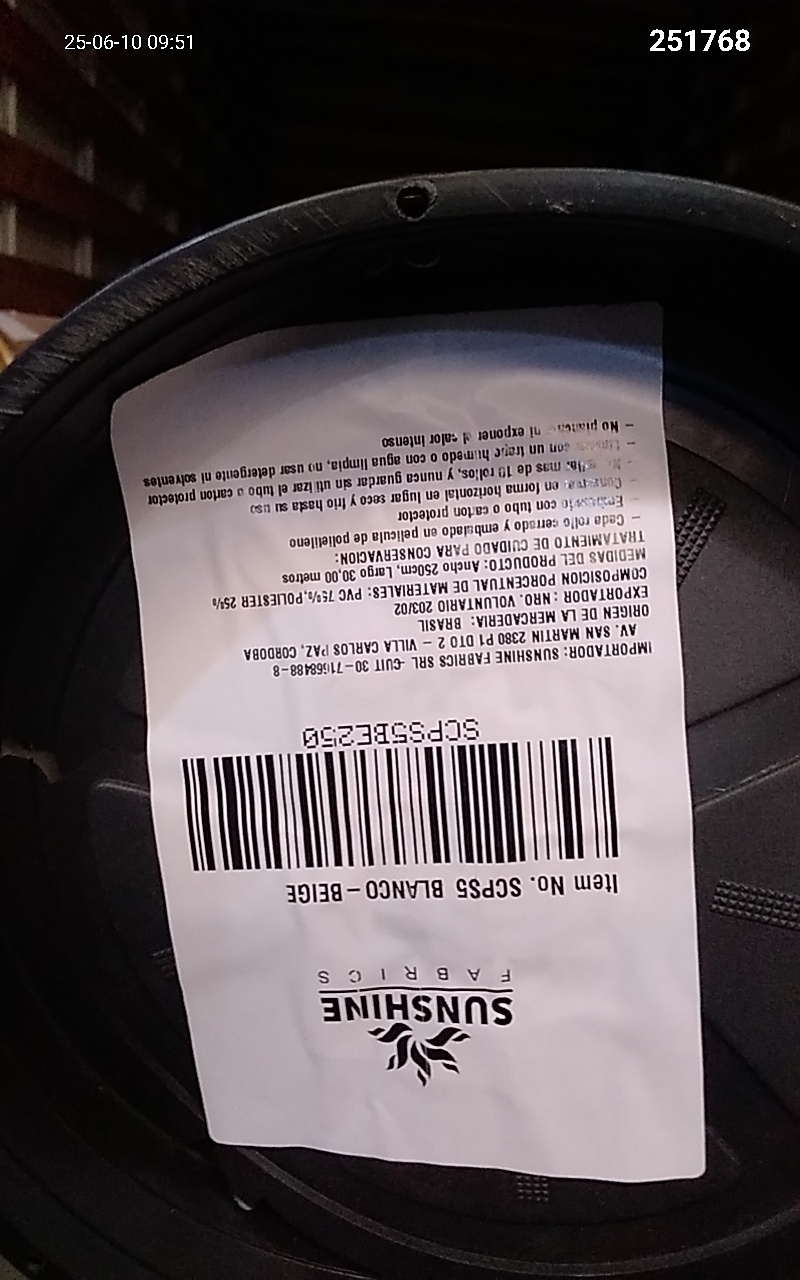 25-06-10 09:51
251768
SUNSHINE
FABRICS
Item No. SCPS5 BLANCO-BEIGE
SCPS5BE250
IMPORTADOR: SUNSHINE FABRICS SRL -CUIT 30-71668488-8
AV. SAN MARTIN 2380 P1 DTO 2 - VILLA CARLOS PAZ, CORDOBA
ORIGEN DE LA MERCADERIA: BRASIL
EXPORTADOR : NRO. VOLUNTARIO 203/02
COMPOSICION PORCENTUAL DE MATERIALES: PVC 75%,POLIESTER 25%
MEDIDAS DEL PRODUCTO: Ancho 250cm, Largo 30,00 metros
TRATAMIENTO DE CUIDADO PARA CONSERVACION:
- Cada rollo cerrado y embalado en pelicula de polietileno
- con tubo o carton protector
- en forma horizontal en lugar seco y frio hasta su uso
- mas de 10 rollos, y nunca guardar sin utilizar el tubo o carton protector
- con un trapo humedo o con agua limpia, no usar detergente ni solventes
- No ni exponer al calor intenso